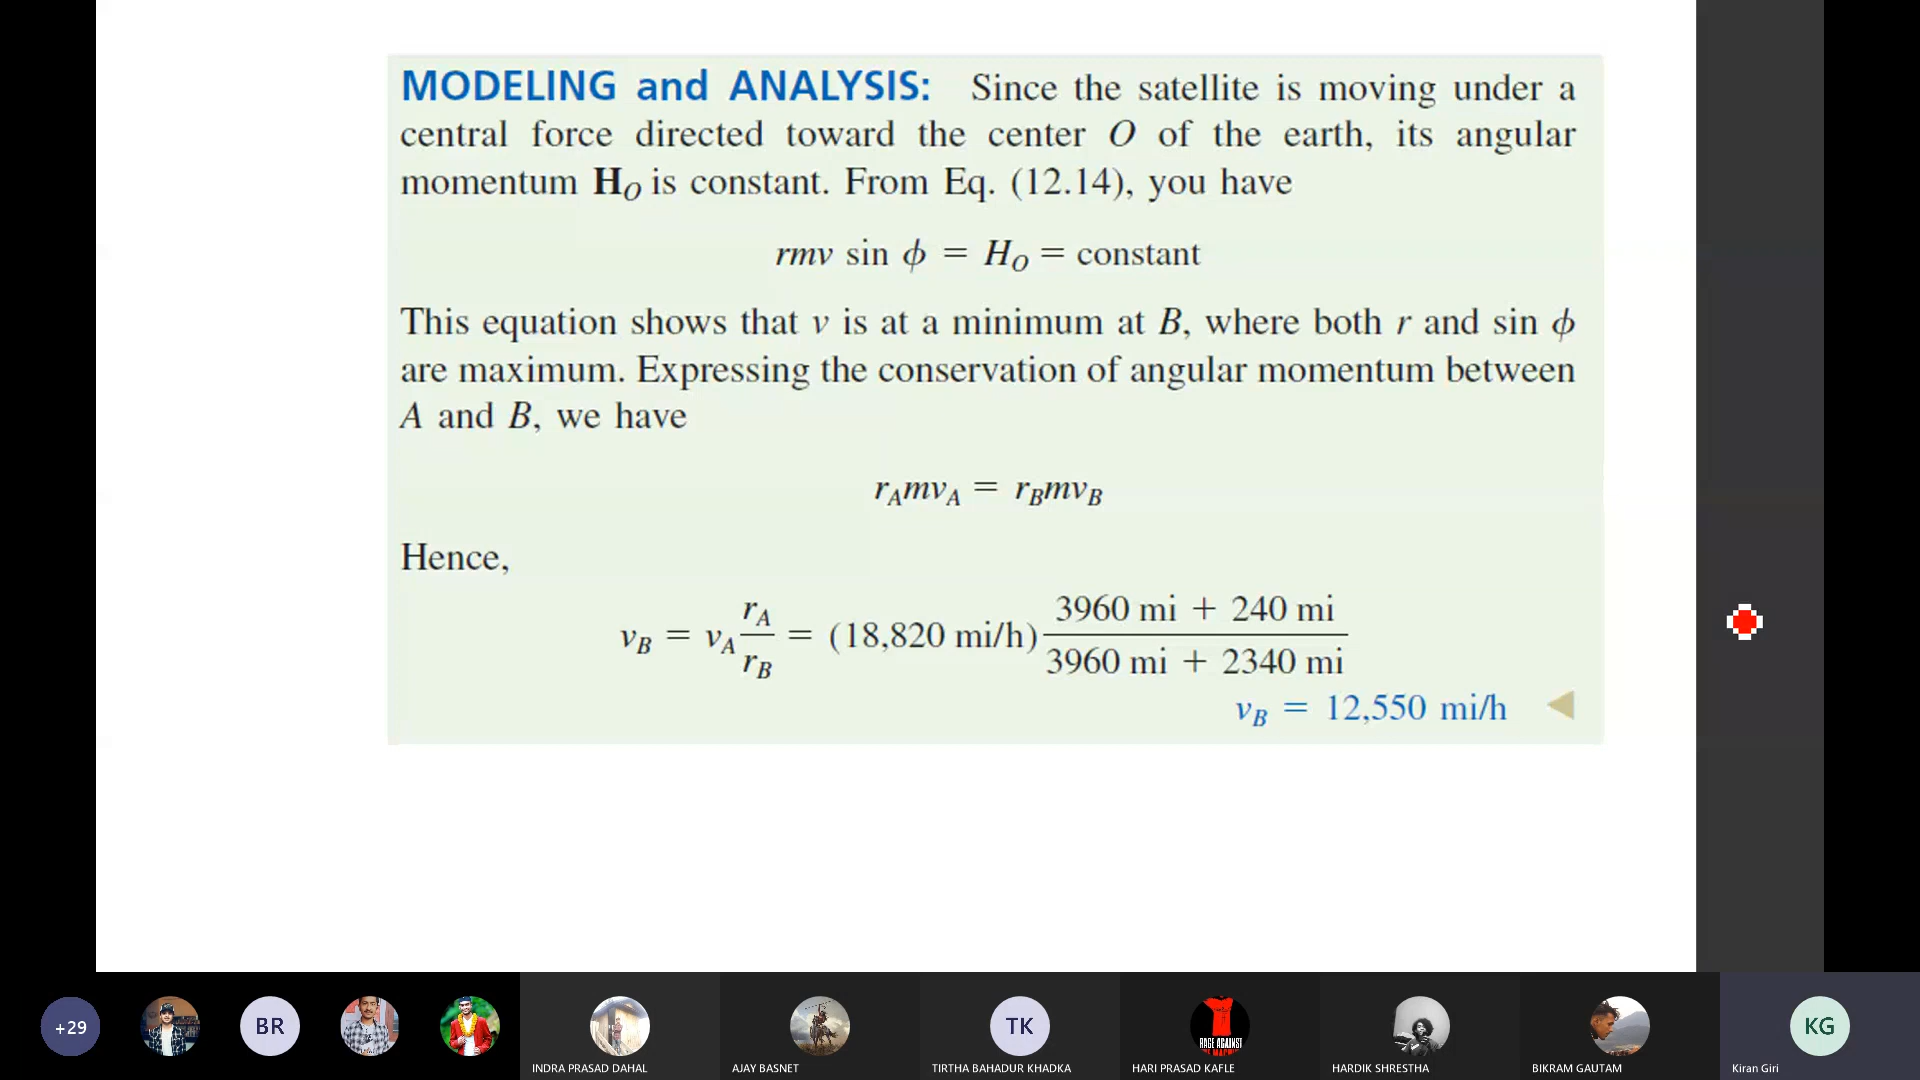 MODELING and ANALYSIS: Since the satellite is moving under a
central force directed toward the center O of the earth, its angular
momentum H_O is constant. From Eq. (12.14), you have
rmv sin ϕ = H_O = constant
This equation shows that v is at a minimum at B, where both r and sin ϕ
are maximum. Expressing the conservation of angular momentum between
A and B, we have
r_A mv_A = r_B mv_B
Hence,
v_B = v_A r_A / r_B = (18,820 mi/h) (3960 mi + 240 mi) / (3960 mi + 2340 mi)
v_B = 12,550 mi/h
+29
BR
TK
RAGE AGAINST
KG
INDRA PRASAD DAHAL
AJAY BASNET
TIRTHA BAHADUR KHADKA
HARI PRASAD KAFLE
HARDIK SHRESTHA
BIKRAM GAUTAM
Kiran Giri